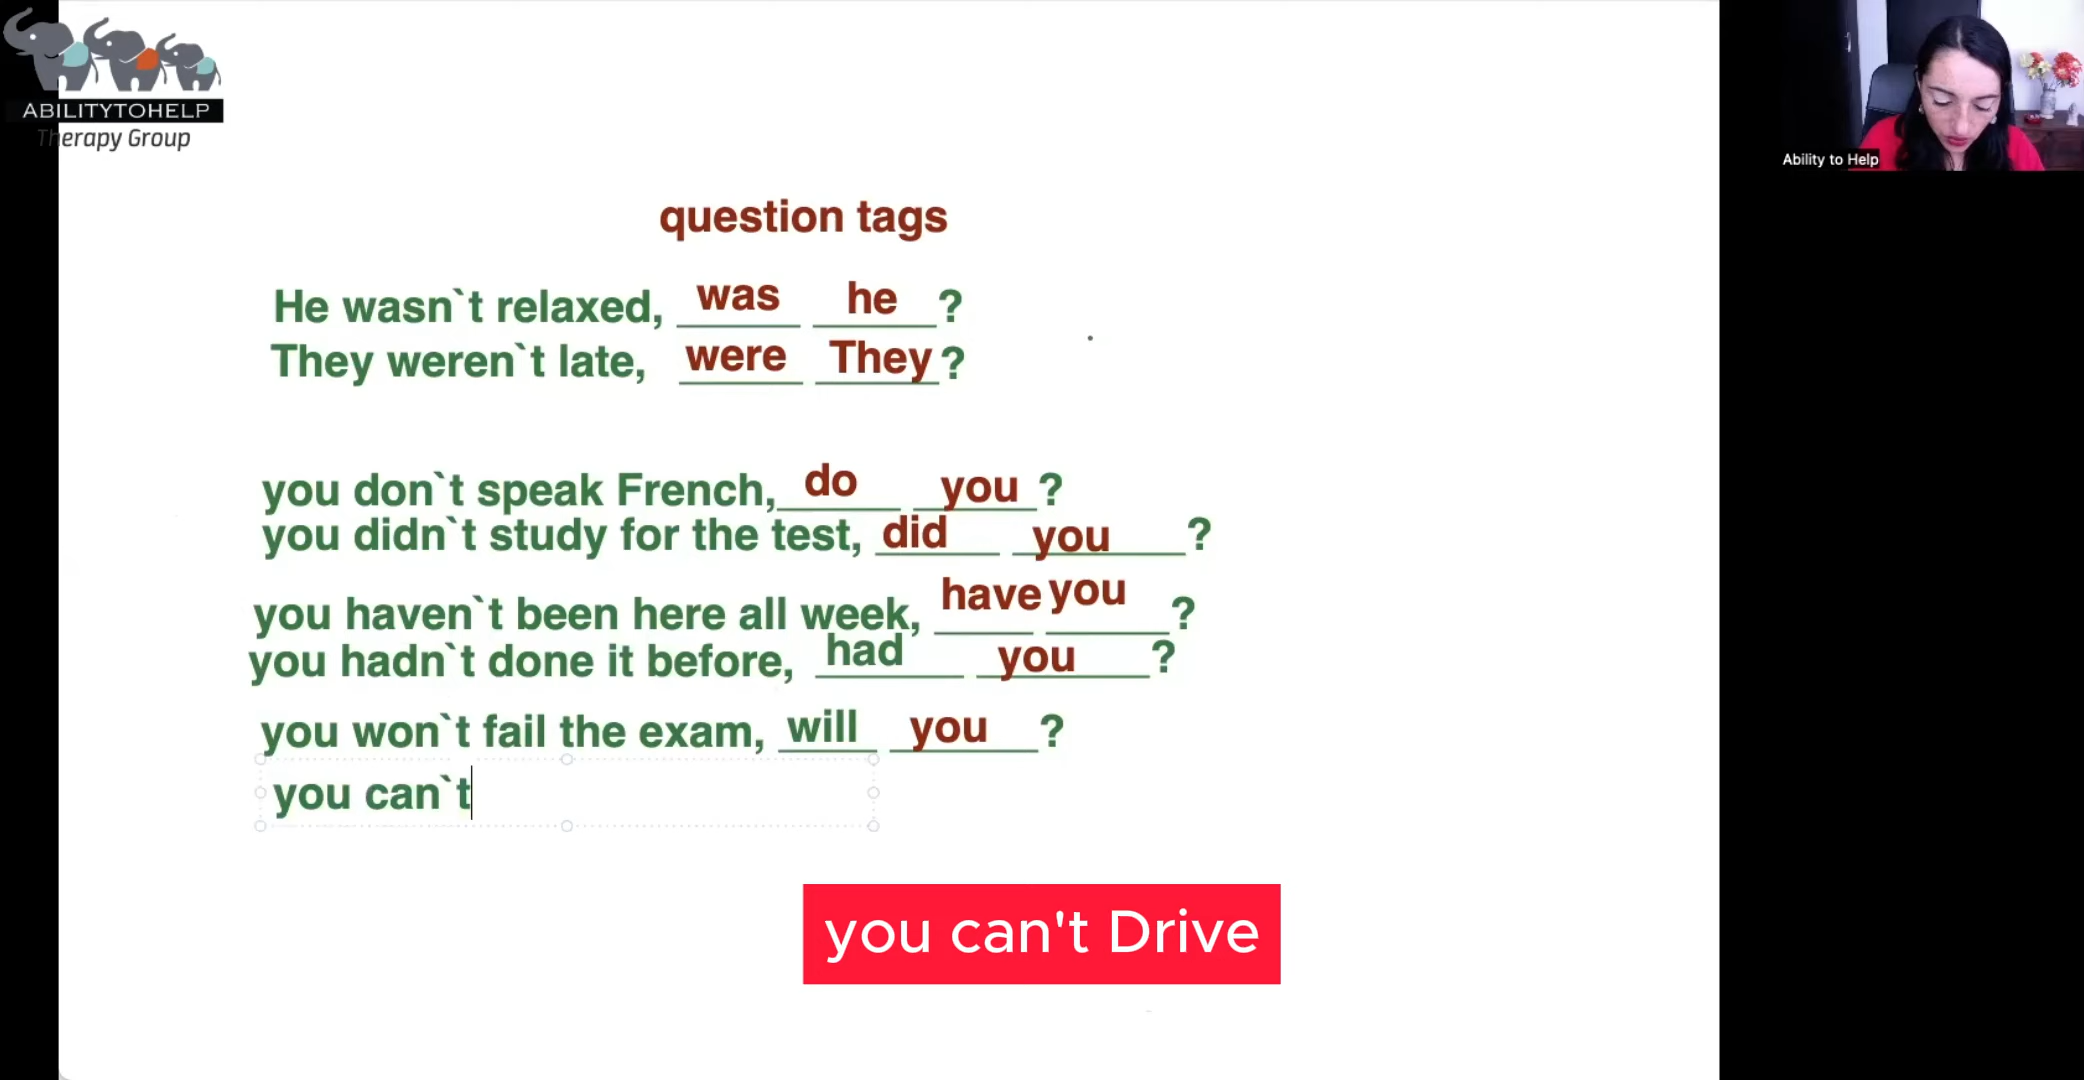 ABILITYTOHELP
Therapy Group
Ability to Help
question tags
He wasn`t relaxed, was he ?
They weren`t late, were They ?
you don`t speak French, do you ?
you didn`t study for the test, did you ?
you haven`t been here all week, have you ?
you hadn`t done it before, had you ?
you won`t fail the exam, will you ?
you can`t
you can't Drive